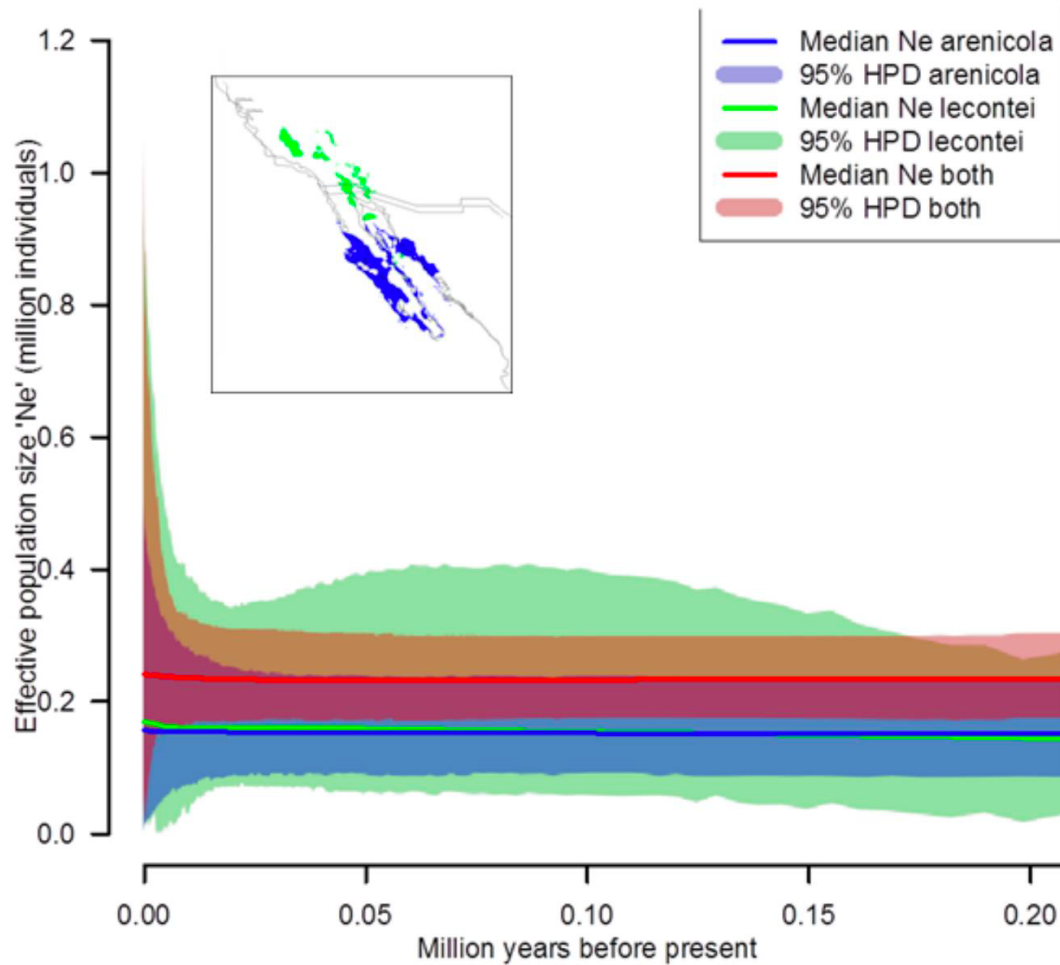 Median Ne arenicola
95% HPD arenicola
Median Ne lecontei
95% HPD lecontei
Median Ne both
95% HPD both
Effective population size 'Ne' (million individuals)
1.2
1.0
0.8
0.6
0.4
0.2
0.0
0.00
0.05
0.10
0.15
0.20
Million years before present